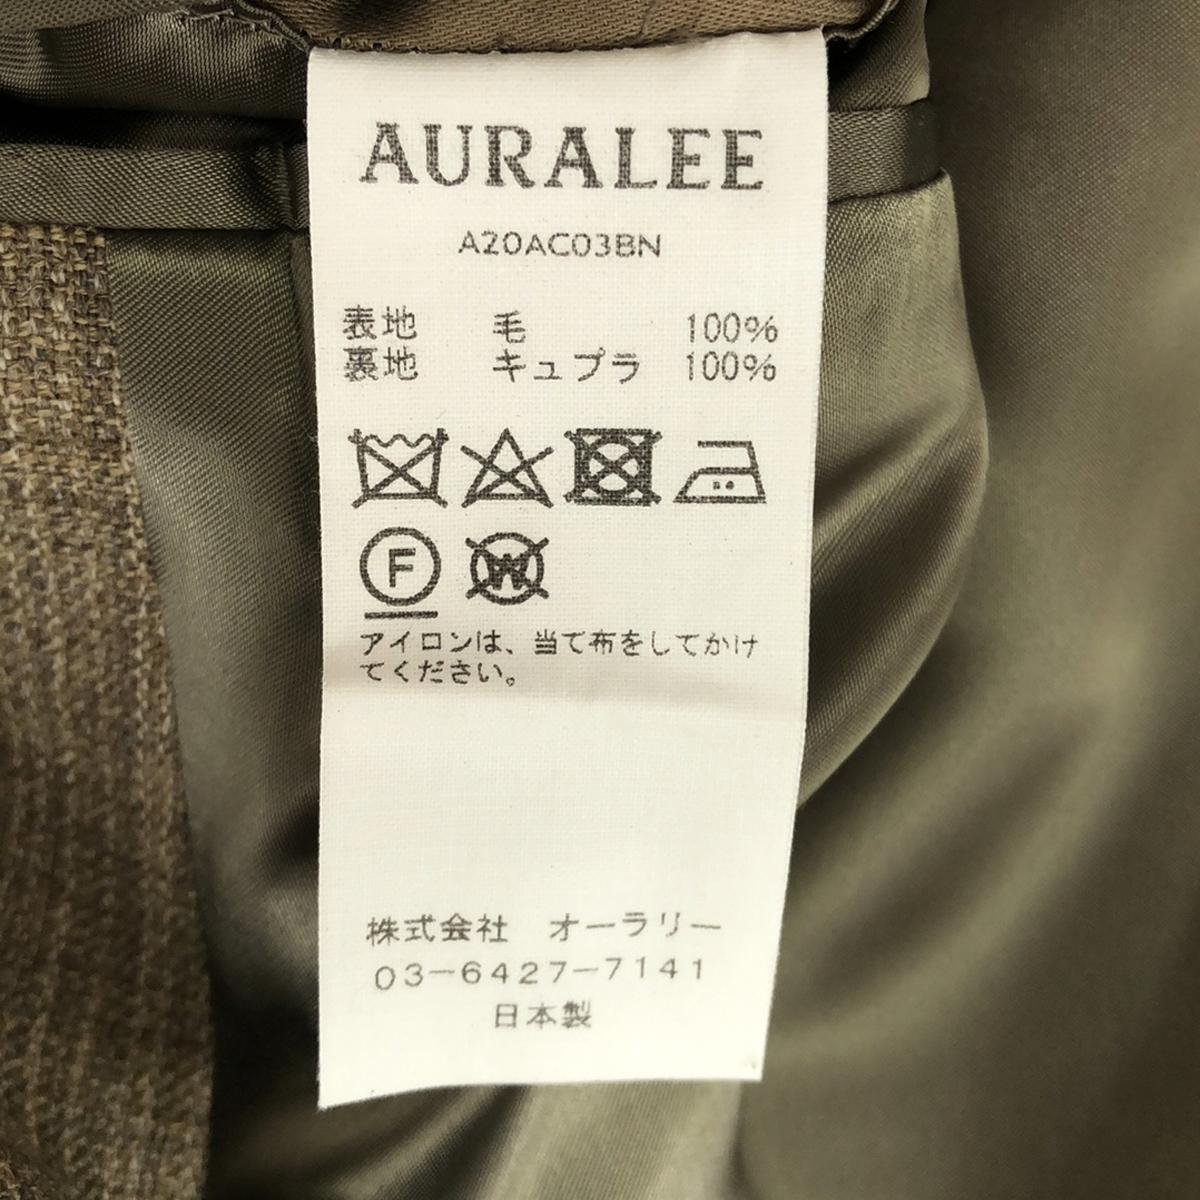 AURALEE
A20AC03BN
表地 毛 100%
裏地 キュプラ 100%
F W
アイロンは、当て布をしてかけ
てください。
株式会社 オーラリー
03-6427-7141
日本製